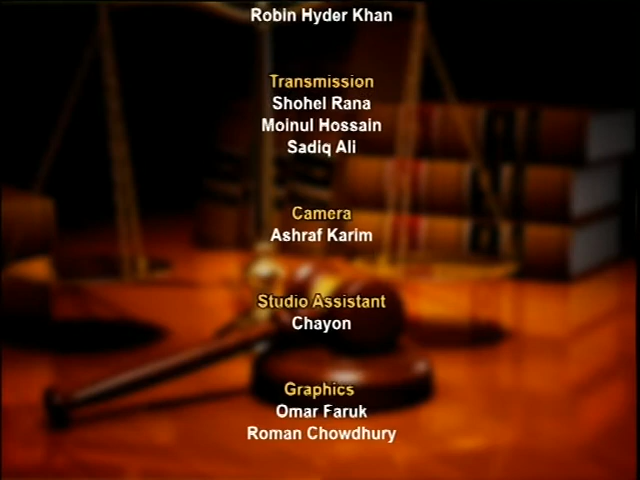 Robin Hyder Khan
Transmission
Shohel Rana
Moinul Hossain
Sadiq Ali
Camera
Ashraf Karim
Studio Assistant
Chayon
Graphics
Omar Faruk
Roman Chowdhury